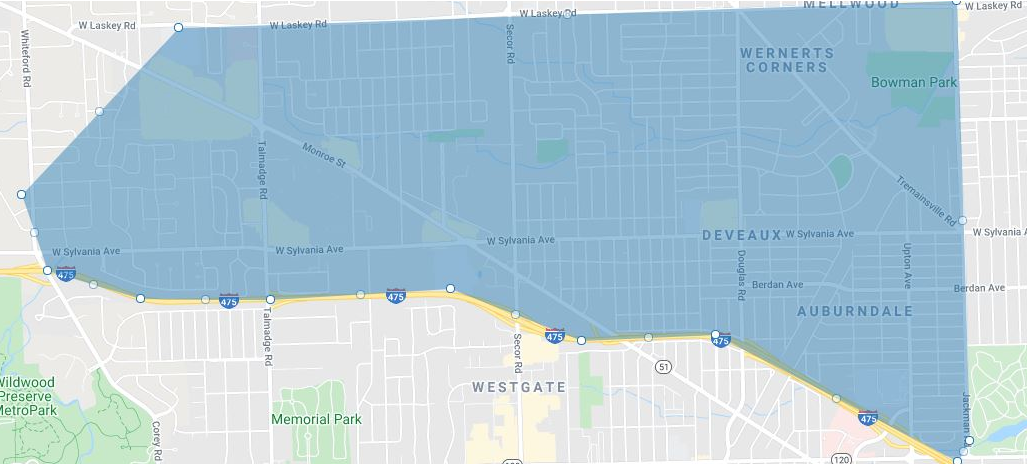 MELLWOOD
W Laskey Rd
W Laskey Rd
W Laskey Rd
Whiteford Rd
Secor Rd
WERNERTS
CORNERS
Bowman Park
Talmadge Rd
Monroe St
Tremainsville Rd
W Sylvania Ave
W Sylvania Ave
W Sylvania Ave
DEVEAUX
W Sylvania Ave
W Sylvania A
Upton Ave
Douglas Rd
Berdan Ave
Berdan Ave
475
475
475
AUBURNDALE
Talmadge Rd
475
475
Secor Rd
51
WESTGATE
Wildwood
Preserve
MetroPark
Memorial Park
Corey Rd
475
Jackman
120